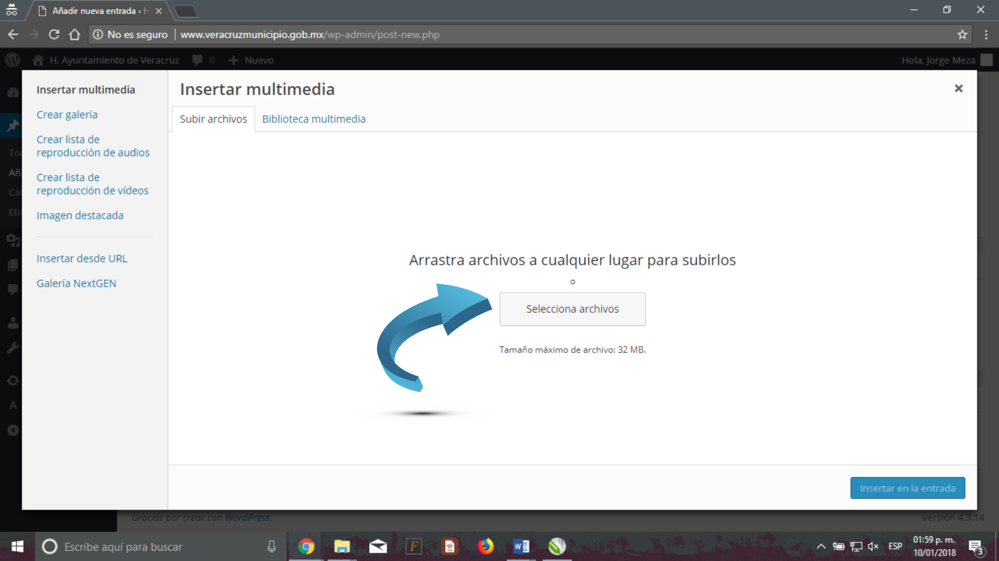 Añadir nueva entrada ‹ H
No es seguro
www.veracruzmunicipio.gob.mx/wp-admin/post-new.php
H. Ayuntamiento de Veracruz
0
Nuevo
Hola, Jorge Meza
Insertar multimedia
Crear galería
Crear lista de
reproducción de audios
Crear lista de
reproducción de vídeos
Imagen destacada
Insertar desde URL
Galería NextGEN
Insertar multimedia
Subir archivos
Biblioteca multimedia
Arrastra archivos a cualquier lugar para subirlos
o
Selecciona archivos
Tamaño máximo de archivo: 32 MB.
Insertar en la entrada
Gracias por crear con WordPress.
Versión 4.3.14
Escribe aquí para buscar
ESP
01:59 p. m.
10/01/2018
3